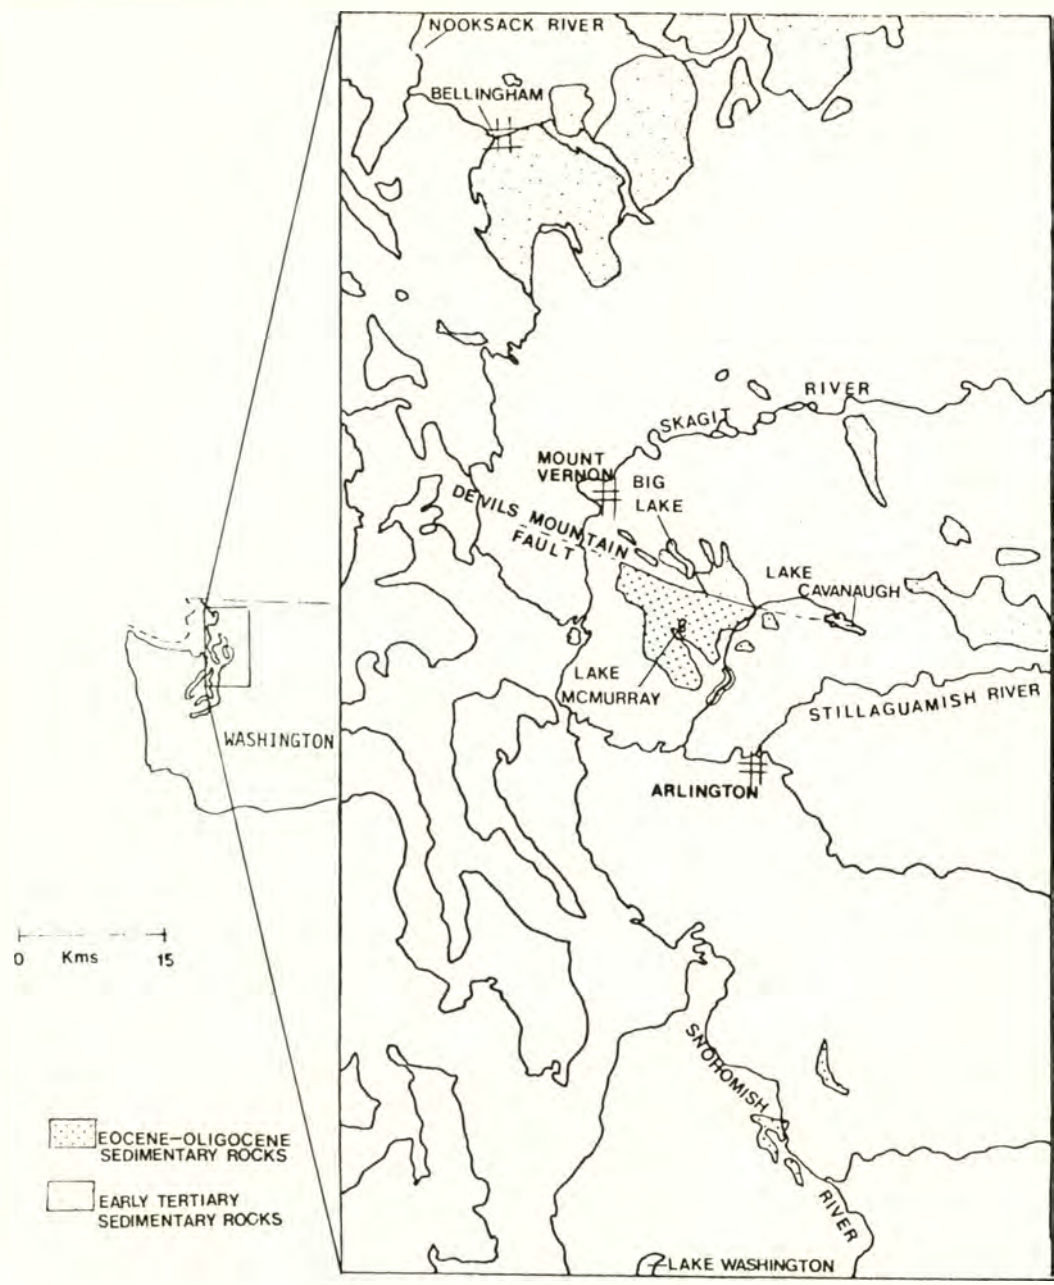 NOOKSACK RIVER
BELLINGHAM
RIVER
SKAGIT
MOUNT
VERNON
BIG
LAKE
DEVILS MOUNTAIN
FAULT
LAKE
CAVANAUGH
LAKE
MCMURRAY
STILLAGUAMISH RIVER
WASHINGTON
ARLINGTON
0 Kms 15
SNOHOMISH
RIVER
EOCENE-OLIGOCENE
SEDIMENTARY ROCKS
EARLY TERTIARY
SEDIMENTARY ROCKS
LAKE WASHINGTON